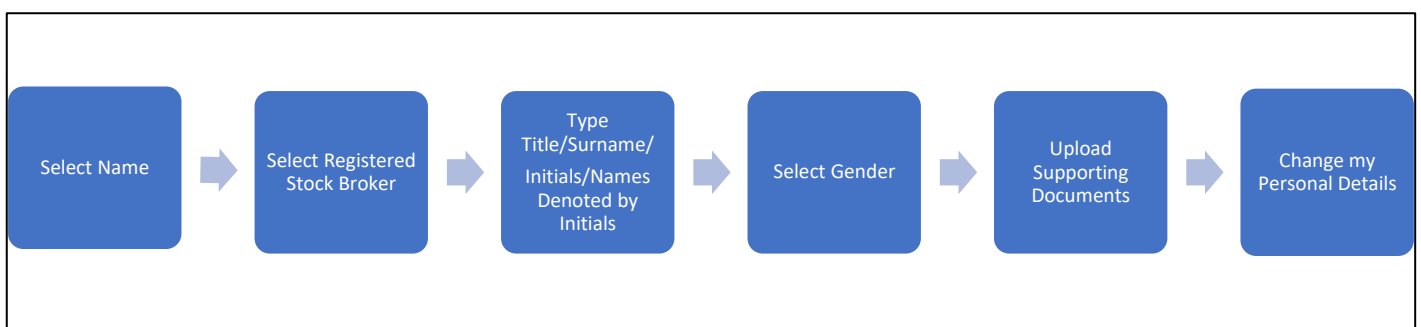 Select Name
Select Registered
Stock Broker
Type
Title/Surname/
Initials/Names
Denoted by
Initials
Select Gender
Upload
Supporting
Documents
Change my
Personal Details